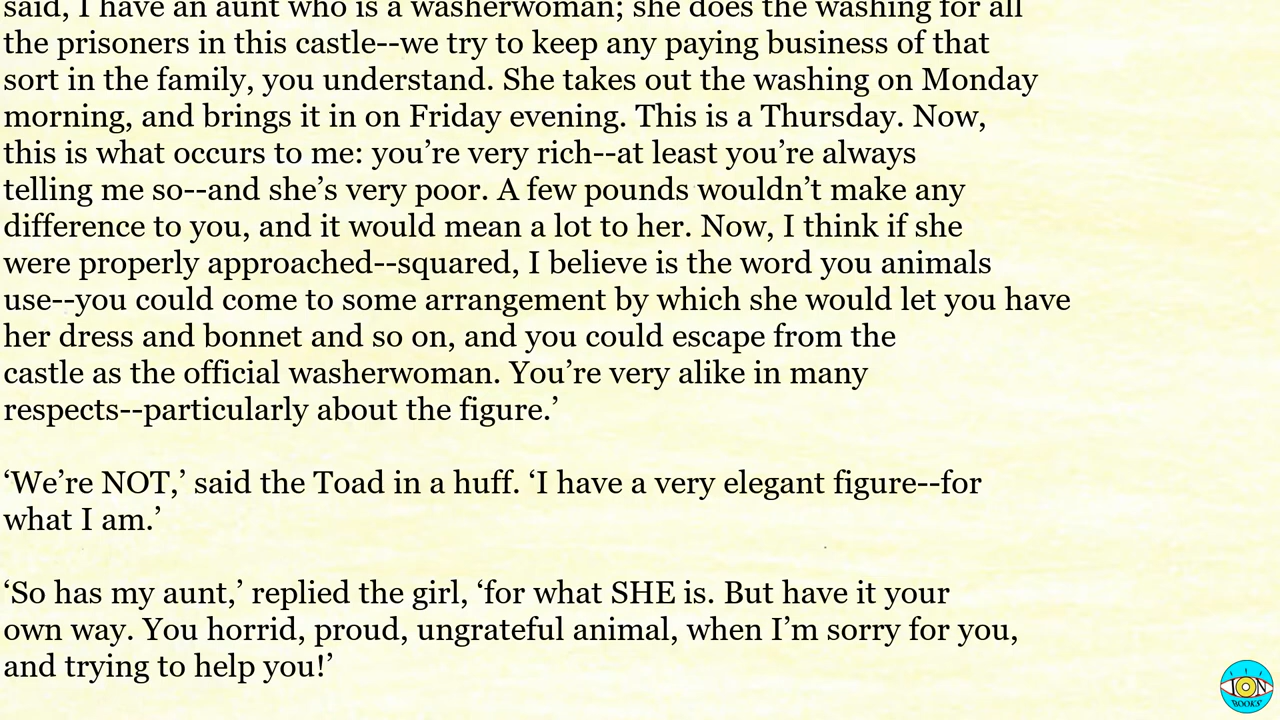 said, I have an aunt who is a washerwoman; she does the washing for all
the prisoners in this castle--we try to keep any paying business of that
sort in the family, you understand. She takes out the washing on Monday
morning, and brings it in on Friday evening. This is a Thursday. Now,
this is what occurs to me: you’re very rich--at least you’re always
telling me so--and she’s very poor. A few pounds wouldn’t make any
difference to you, and it would mean a lot to her. Now, I think if she
were properly approached--squared, I believe is the word you animals
use--you could come to some arrangement by which she would let you have
her dress and bonnet and so on, and you could escape from the
castle as the official washerwoman. You’re very alike in many
respects--particularly about the figure.’
‘We’re NOT,’ said the Toad in a huff. ‘I have a very elegant figure--for
what I am.’
‘So has my aunt,’ replied the girl, ‘for what SHE is. But have it your
own way. You horrid, proud, ungrateful animal, when I’m sorry for you,
and trying to help you!’
ION
BOOKS